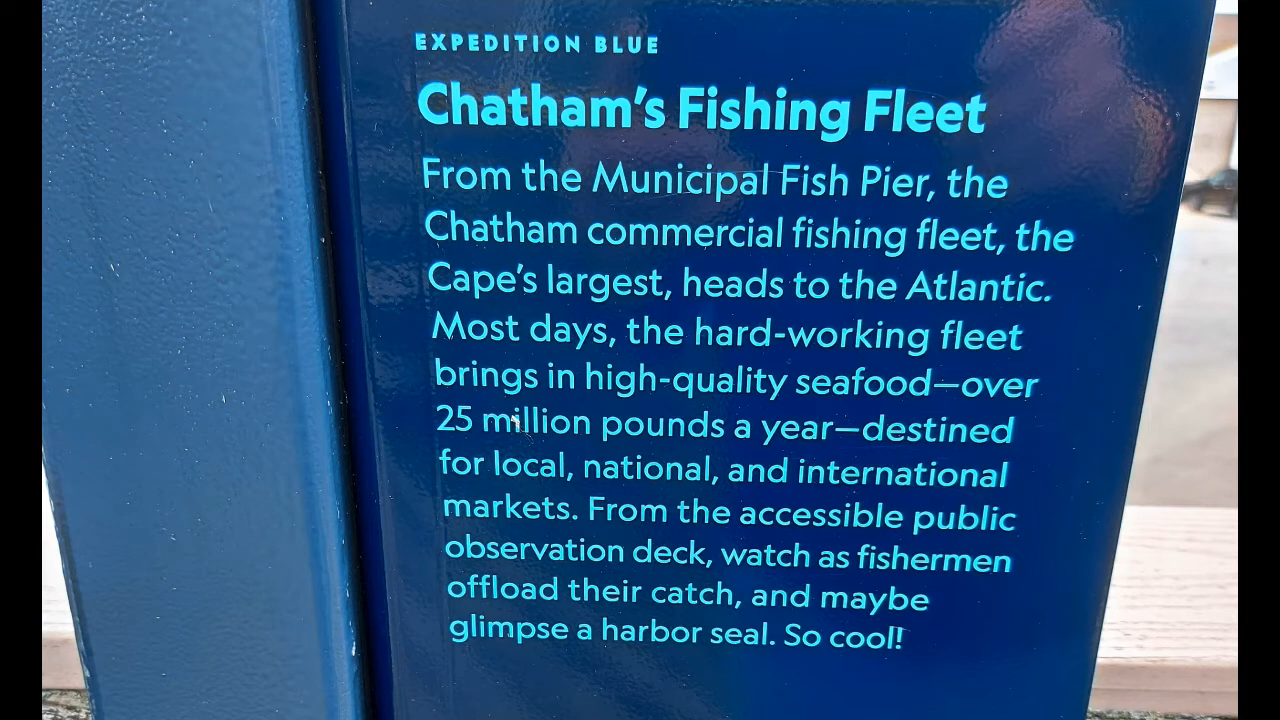 EXPEDITION BLUE
Chatham's Fishing Fleet
From the Municipal Fish Pier, the
Chatham commercial fishing fleet, the
Cape's largest, heads to the Atlantic.
Most days, the hard-working fleet
brings in high-quality seafood—over
25 million pounds a year—destined
for local, national, and international
markets. From the accessible public
observation deck, watch as fishermen
offload their catch, and maybe
glimpse a harbor seal. So cool!